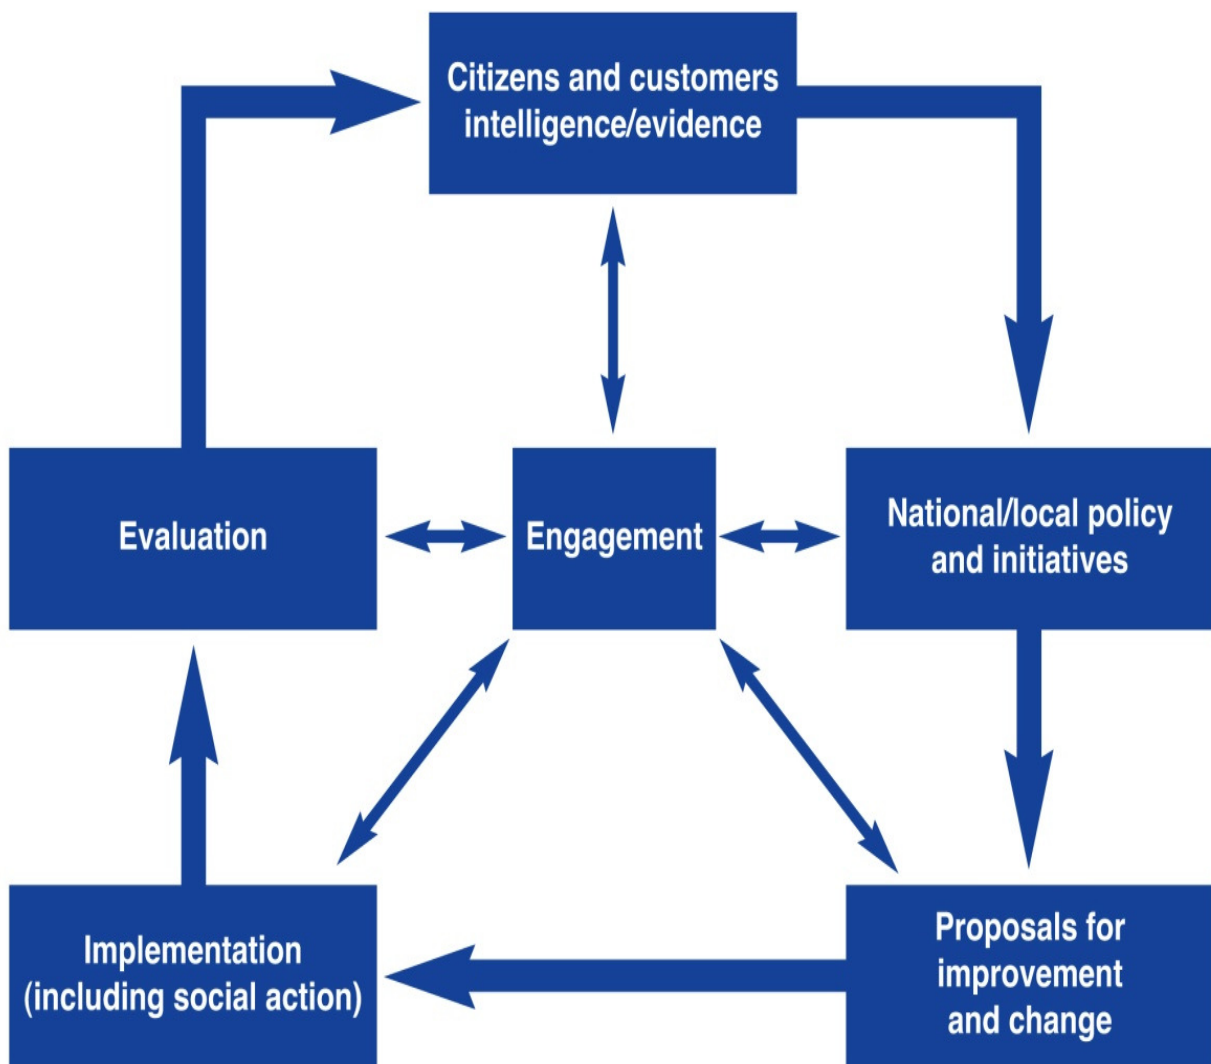 Citizens and customers
intelligence/evidence
Evaluation
Engagement
National/local policy
and initiatives
Implementation
(including social action)
Proposals for
improvement
and change